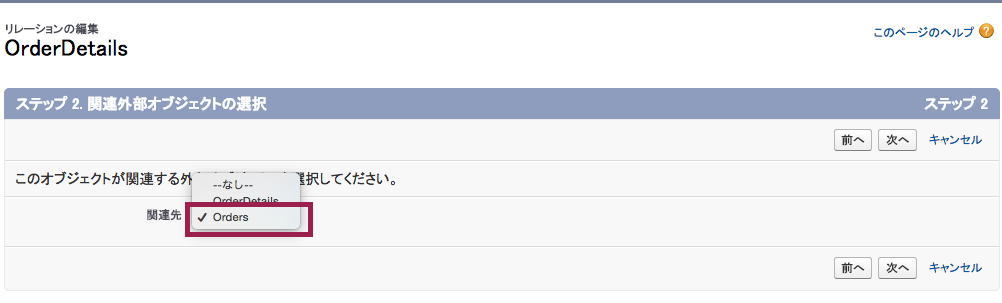 リレーションの編集
OrderDetails
このページのヘルプ ?
ステップ 2. 関連外部オブジェクトの選択 ステップ 2
前へ 次へ キャンセル
このオブジェクトが関連する外 選択してください。
--なし--
OrderDetails
関連先 ✓ Orders
前へ 次へ キャンセル